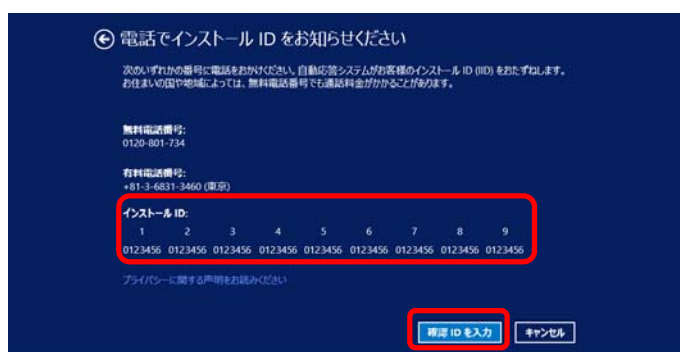 電話でインストール ID をお知らせください
次のいずれかの番号に電話をおかけください。自動応答システムがお客様のインストール ID (IID) をおたずねします。
お住まいの国や地域によっては、無料電話番号でも通話料金がかかることがあります。
無料電話番号:
0120-801-734
有料電話番号:
+81-3-6831-3460 (東京)
インストール ID:
1 2 3 4 5 6 7 8 9
0123456 0123456 0123456 0123456 0123456 0123456 0123456 0123456 0123456
プライバシーに関する声明をお読みください
確認 ID を入力 キャンセル